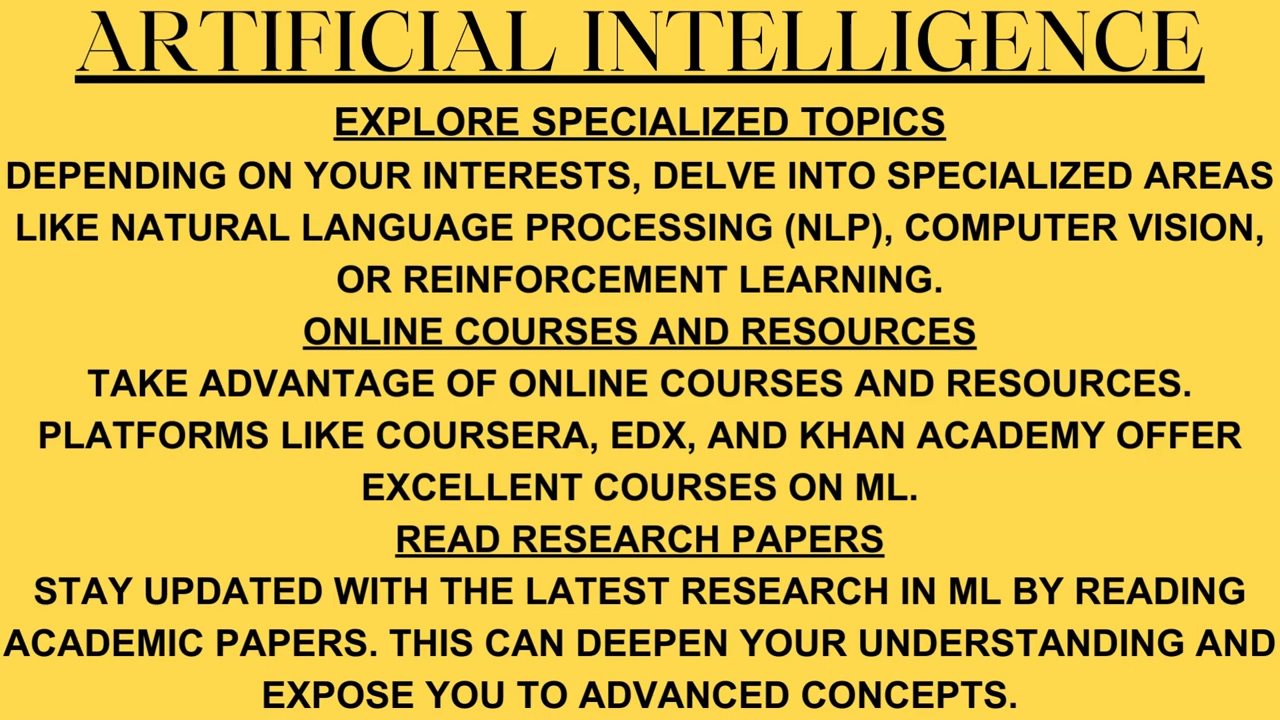 ARTIFICIAL INTELLIGENCE
EXPLORE SPECIALIZED TOPICS
DEPENDING ON YOUR INTERESTS, DELVE INTO SPECIALIZED AREAS
LIKE NATURAL LANGUAGE PROCESSING (NLP), COMPUTER VISION,
OR REINFORCEMENT LEARNING.
ONLINE COURSES AND RESOURCES
TAKE ADVANTAGE OF ONLINE COURSES AND RESOURCES.
PLATFORMS LIKE COURSERA, EDX, AND KHAN ACADEMY OFFER
EXCELLENT COURSES ON ML.
READ RESEARCH PAPERS
STAY UPDATED WITH THE LATEST RESEARCH IN ML BY READING
ACADEMIC PAPERS. THIS CAN DEEPEN YOUR UNDERSTANDING AND
EXPOSE YOU TO ADVANCED CONCEPTS.